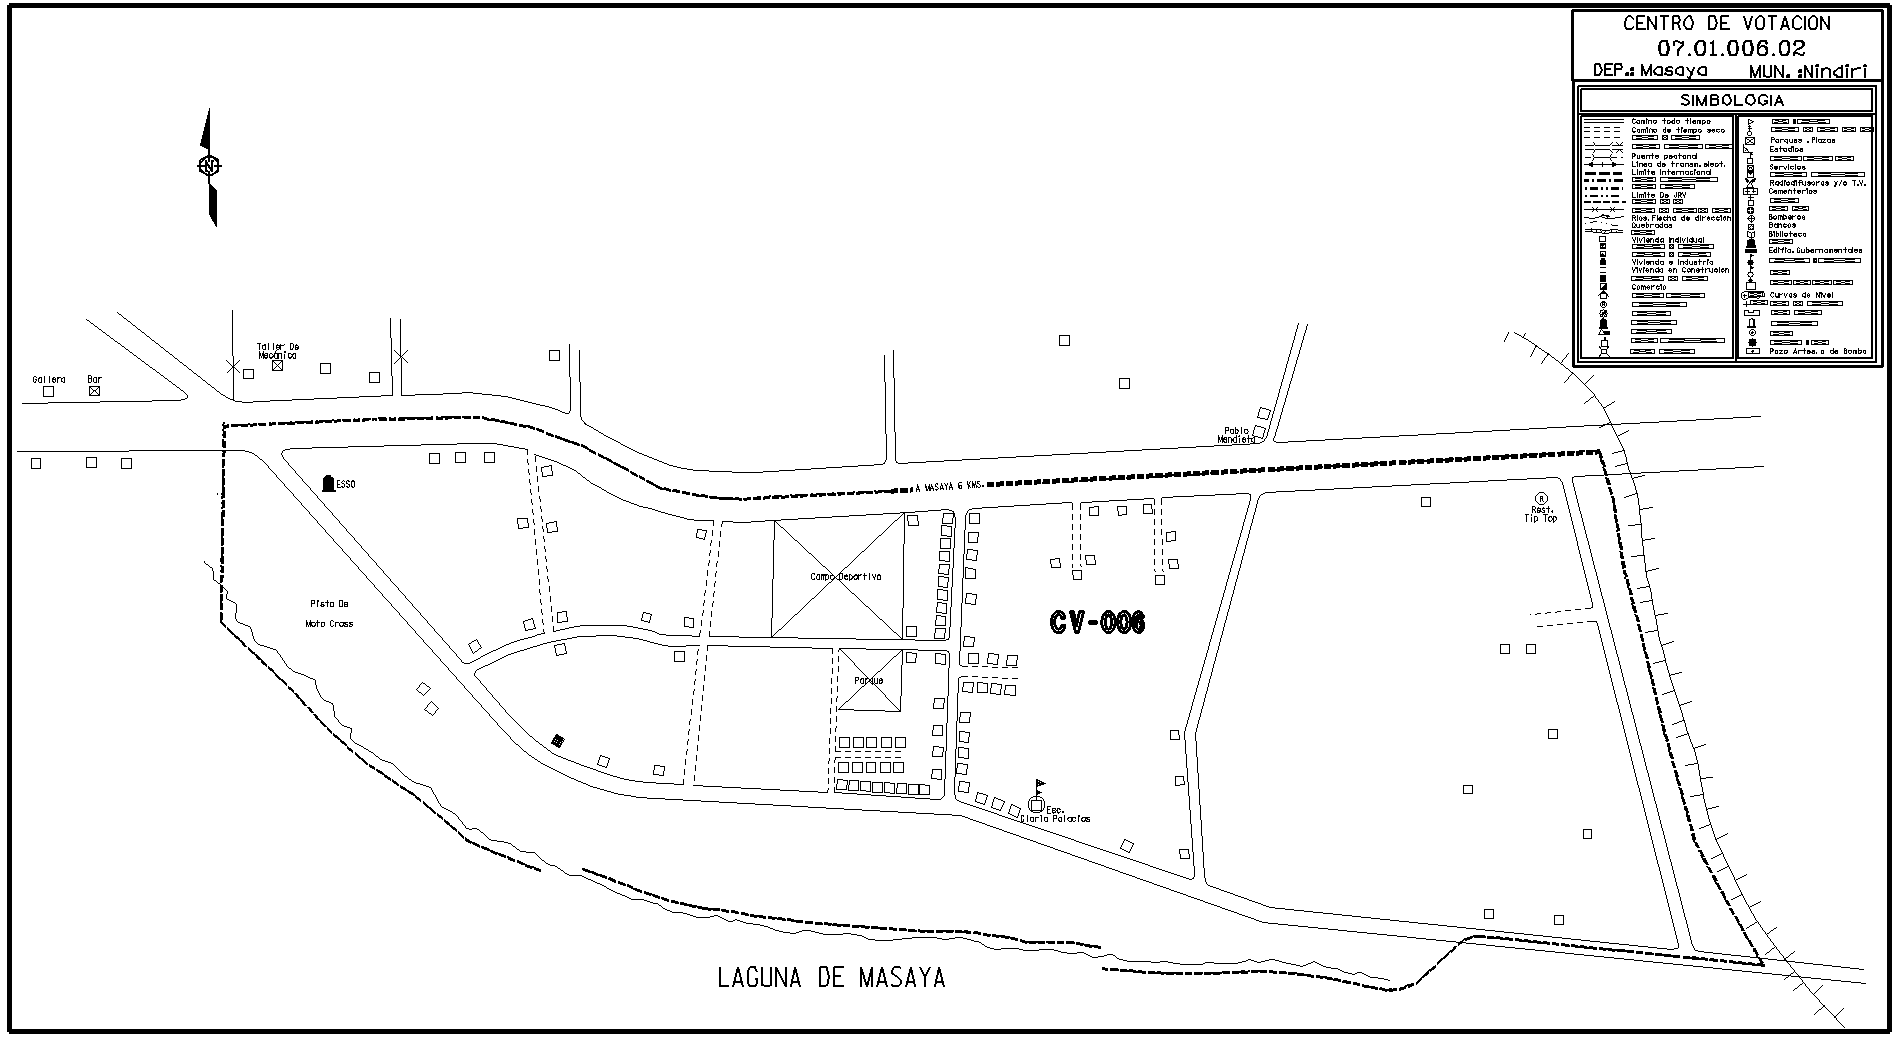 CENTRO DE VOTACION
07.01.006.02
DEP.: Masaya MUN. :Nindiri
SIMBOLOGIA
Camino todo tiempo
Camino de tiempo seco
Puente peatonal
Linea de transm.elect.
Limite Internacional
Limite De JRV
Rios.Flecha de direccion
Quebradas
Vivienda Individual
Vivienda e Industria
Vivienda en Construcion
Comercio
Parques .Plazas
Estadios
Servicios
Radiodifusoras y/o T.V.
Cementerios
Bomberos
Bancos
Biblioteca
Edific.Gubernamentales
Curvas de Nivel
Pozo Artes.o de Bomba
N
Taller De
Mecánica
Gallera
Bar
Pablo
Mendieta
ESSO
A MASAYA 6 KMS.
R
Rest.
Tip Top
Campo Deportivo
Pista De
Moto Cross
CV-006
Parque
Esc.
Claria Palacios
LAGUNA DE MASAYA